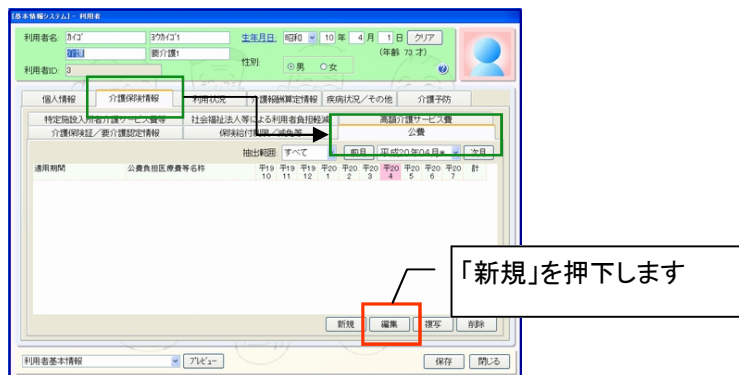 [基本情報システム] - 利用者
利用者名: カイゴ ヨウカイゴ1 生年月日: 昭和 10 年 4 月 1 日 クリア
介護 要介護1 (年齢 73 才)
性別: 男 女
利用者ID: 3
個人情報 介護保険情報 利用状況 介護報酬算定情報 疾病状況/その他 介護予防
特定施設入所者介護サービス費等 社会福祉法人等による利用者負担軽減 高額介護サービス費
介護保険証/要介護認定情報 保険給付制限/減免等 公費
抽出範囲: すべて 前月 平成20年04月* 次月
適用期間 公費負担医療費等名称 平19 平19 平19 平20 平20 平20 平20 平20 平20 平20 計
10 11 12 1 2 3 4 5 6 7
「新規」を押下します
新規 編集 複写 削除
利用者基本情報 プレビュー 保存 閉じる